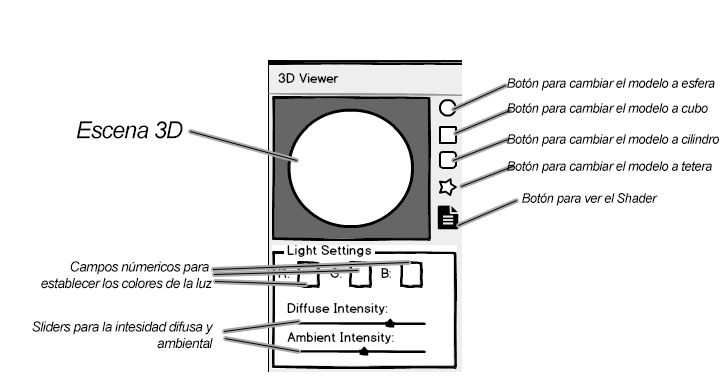 3D Viewer
Botón para cambiar el modelo a esfera
Botón para cambiar el modelo a cubo
Escena 3D
Botón para cambiar el modelo a cilindro
Botón para cambiar el modelo a tetera
Botón para ver el Shader
Light Settings
Campos númericos para
establecer los colores de la luz
R: G: B:
Diffuse Intensity:
Sliders para la intesidad difusa y
ambiental
Ambient Intensity: